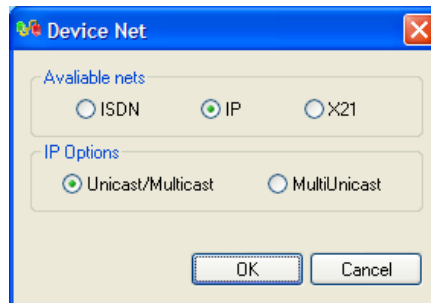 Device Net
Avaliable nets
ISDN IP X21
IP Options
Unicast/Multicast MultiUnicast
OK Cancel